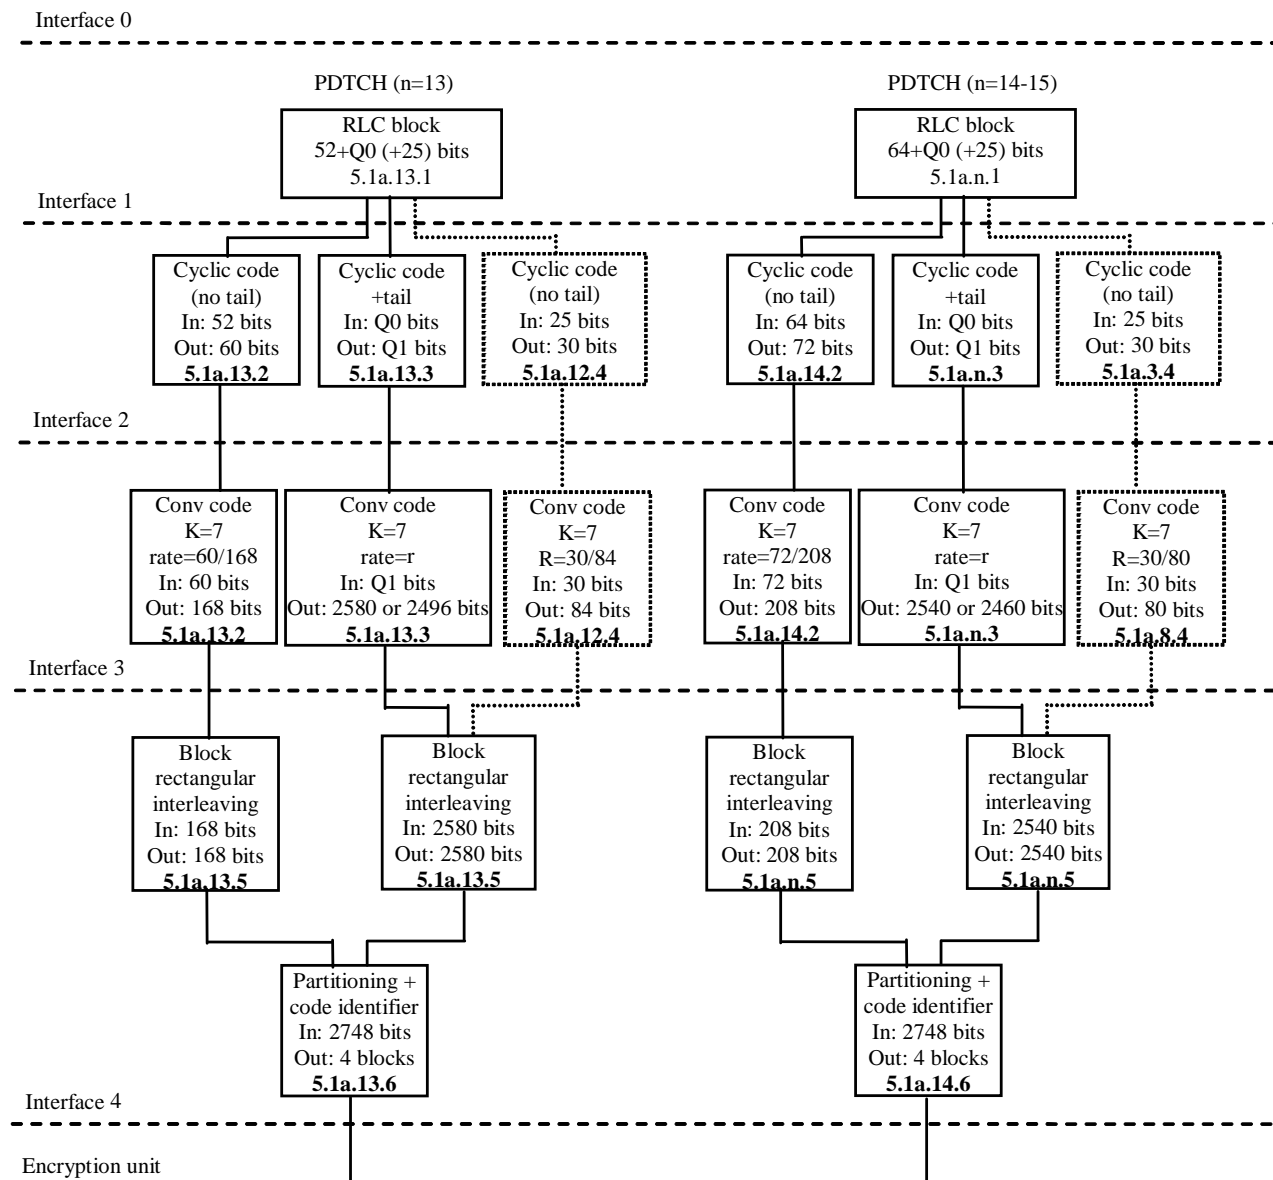 Interface 0
PDTCH (n=13)
PDTCH (n=14-15)
RLC block
52+Q0 (+25) bits
5.1a.13.1
RLC block
64+Q0 (+25) bits
5.1a.n.1
Interface 1
Cyclic code
(no tail)
In: 52 bits
Out: 60 bits
5.1a.13.2
Cyclic code
+tail
In: Q0 bits
Out: Q1 bits
5.1a.13.3
Cyclic code
(no tail)
In: 25 bits
Out: 30 bits
5.1a.12.4
Cyclic code
(no tail)
In: 64 bits
Out: 72 bits
5.1a.14.2
Cyclic code
+tail
In: Q0 bits
Out: Q1 bits
5.1a.n.3
Cyclic code
(no tail)
In: 25 bits
Out: 30 bits
5.1a.3.4
Interface 2
Conv code
K=7
rate=60/168
In: 60 bits
Out: 168 bits
5.1a.13.2
Conv code
K=7
rate=r
In: Q1 bits
Out: 2580 or 2496 bits
5.1a.13.3
Conv code
K=7
R=30/84
In: 30 bits
Out: 84 bits
5.1a.12.4
Conv code
K=7
rate=72/208
In: 72 bits
Out: 208 bits
5.1a.14.2
Conv code
K=7
rate=r
In: Q1 bits
Out: 2540 or 2460 bits
5.1a.n.3
Conv code
K=7
R=30/80
In: 30 bits
Out: 80 bits
5.1a.8.4
Interface 3
Block
rectangular
interleaving
In: 168 bits
Out: 168 bits
5.1a.13.5
Block
rectangular
interleaving
In: 2580 bits
Out: 2580 bits
5.1a.13.5
Block
rectangular
interleaving
In: 208 bits
Out: 208 bits
5.1a.n.5
Block
rectangular
interleaving
In: 2540 bits
Out: 2540 bits
5.1a.n.5
Partitioning +
code identifier
In: 2748 bits
Out: 4 blocks
5.1a.13.6
Partitioning +
code identifier
In: 2748 bits
Out: 4 blocks
5.1a.14.6
Interface 4
Encryption unit